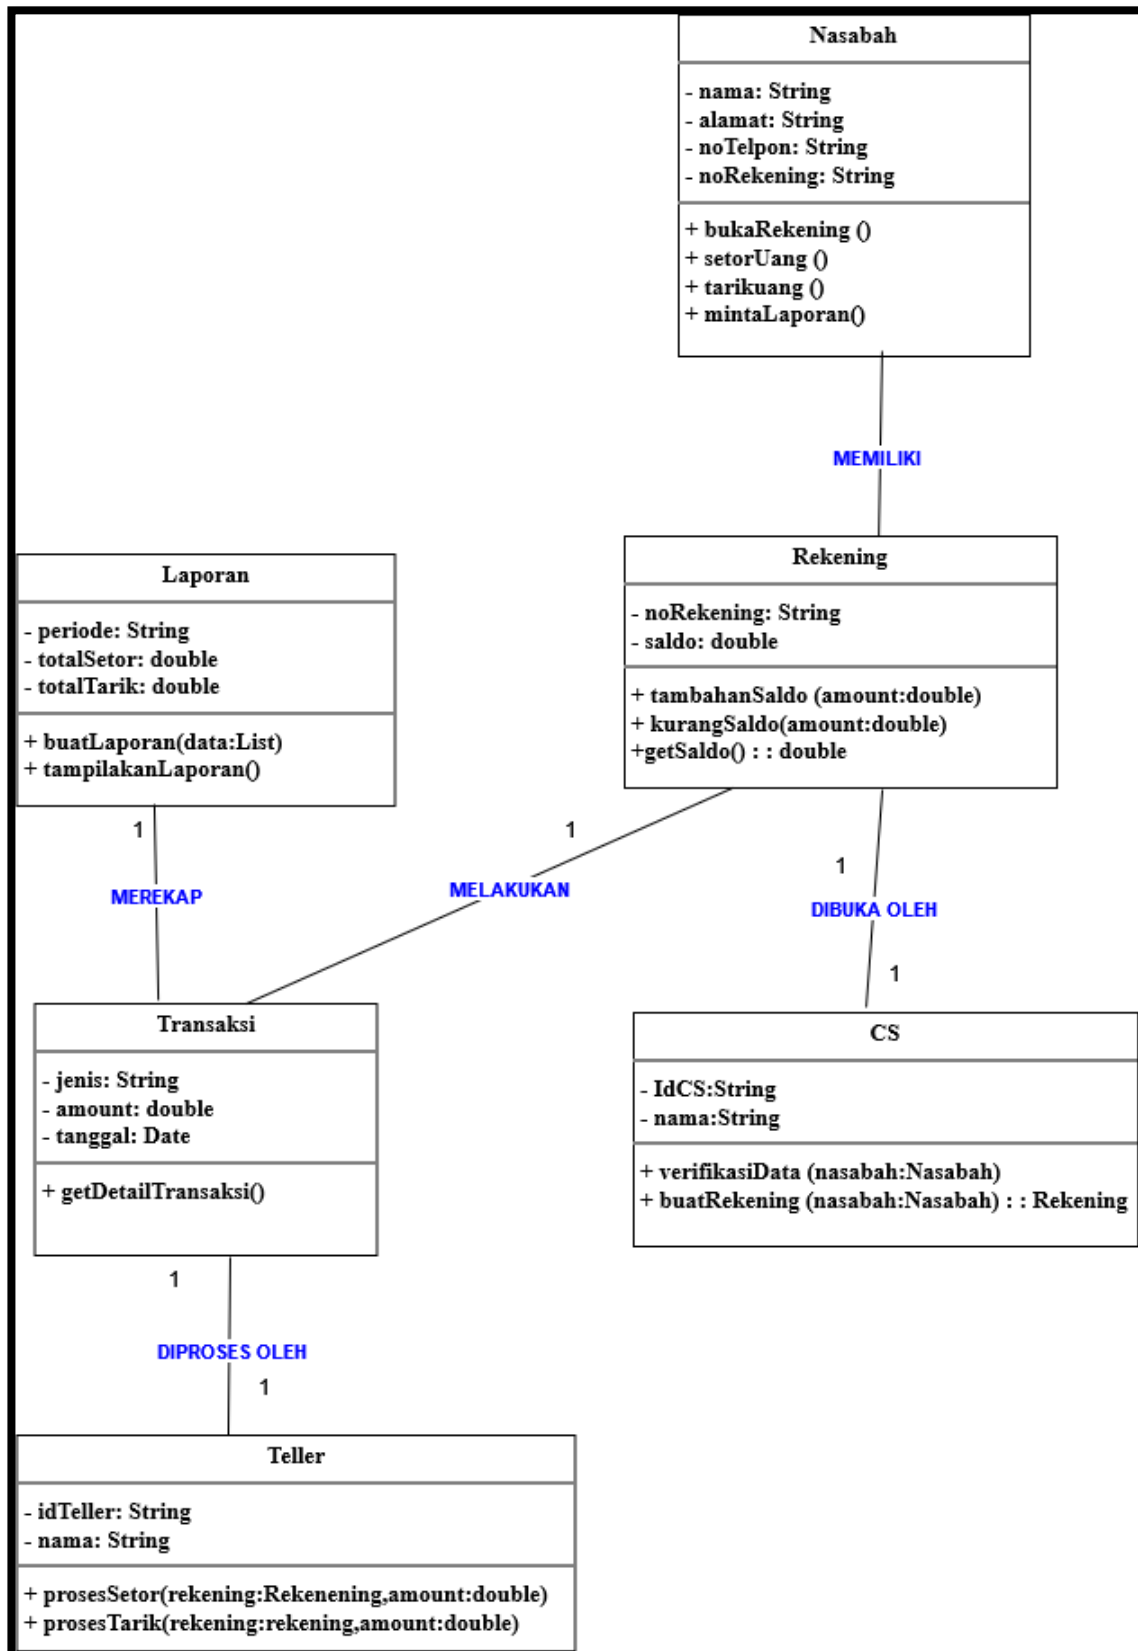 Nasabah
- nama: String
- alamat: String
- noTelpon: String
- noRekening: String
+ bukaRekening ()
+ setorUang ()
+ tarikuang ()
+ mintaLaporan()
MEMILIKI
Rekening
- noRekening: String
- saldo: double
+ tambahanSaldo (amount:double)
+ kurangSaldo(amount:double)
+getSaldo() : : double
Laporan
- periode: String
- totalSetor: double
- totalTarik: double
+ buatLaporan(data:List)
+ tampilakanLaporan()
1
MEREKAP
1
MELAKUKAN
1
DIBUKA OLEH
1
Transaksi
- jenis: String
- amount: double
- tanggal: Date
+ getDetailTransaksi()
CS
- IdCS:String
- nama:String
+ verifikasiData (nasabah:Nasabah)
+ buatRekening (nasabah:Nasabah) : : Rekening
1
DIPROSES OLEH
1
Teller
- idTeller: String
- nama: String
+ prosesSetor(rekening:Rekenening,amount:double)
+ prosesTarik(rekening:rekening,amount:double)